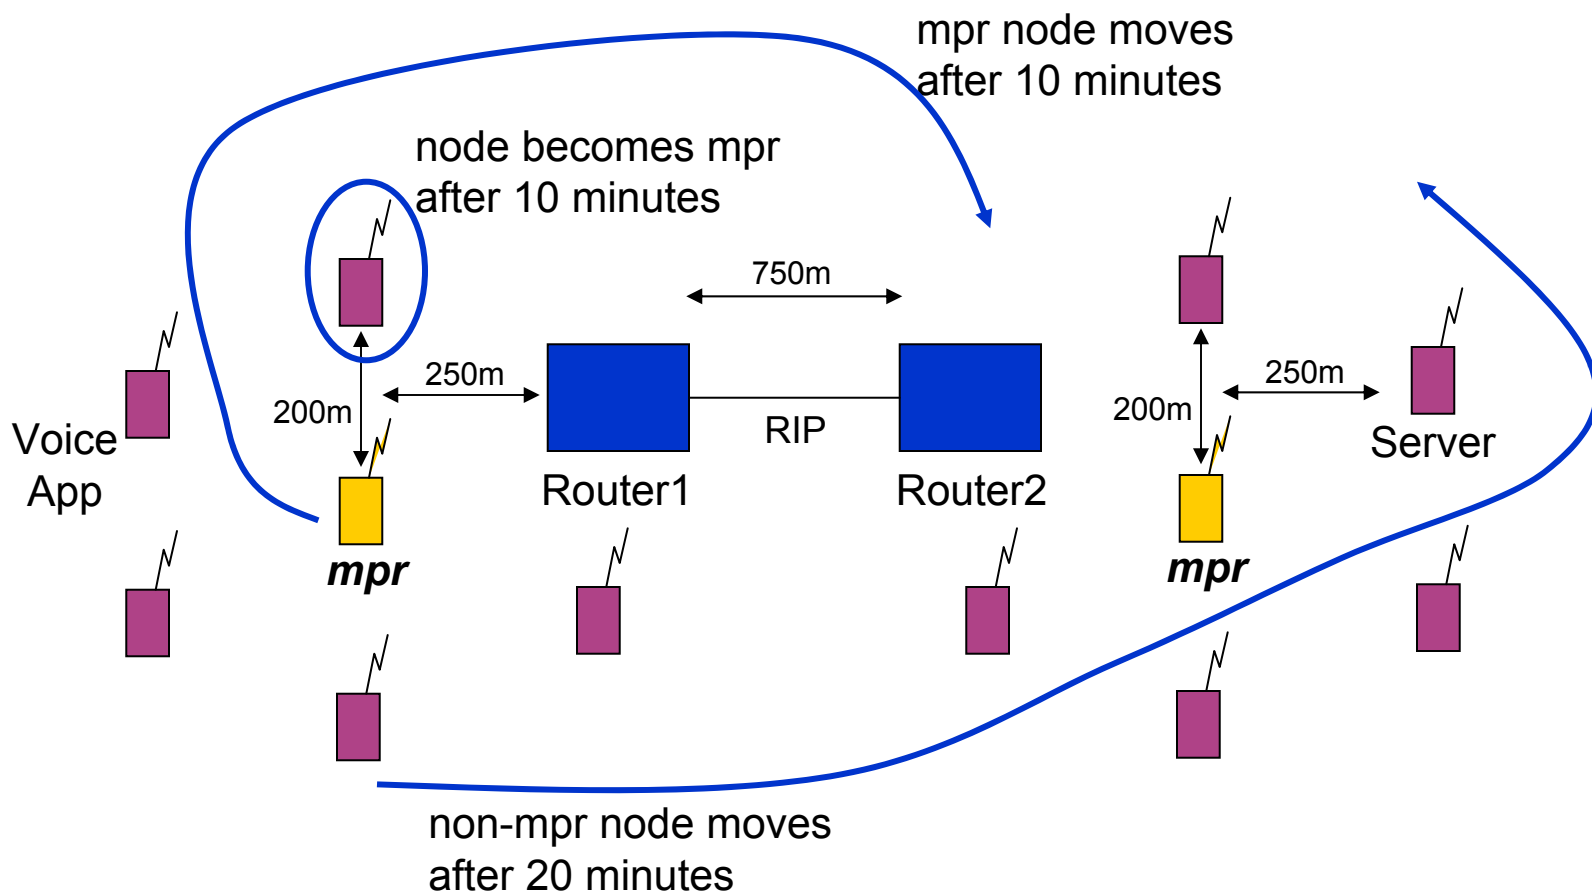 mpr node moves
after 10 minutes
node becomes mpr
after 10 minutes
750m
250m
250m
200m
200m
RIP
Voice
App
Server
Router1
Router2
mpr
mpr
non-mpr node moves
after 20 minutes